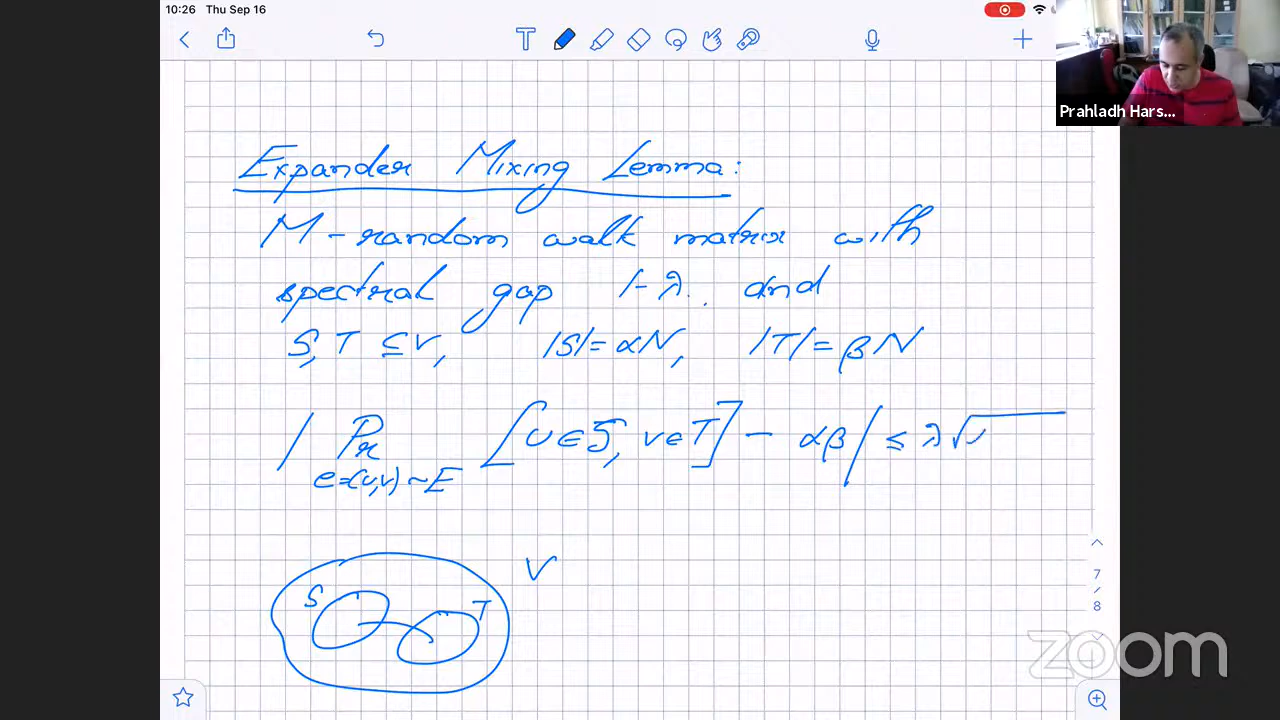 10:26 Thu Sep 16
Prahladh Hars...
Expander Mixing Lemma:
M-random walk matrix with
spectral gap 1-λ. and
S, T ⊆ V, |S| = αN, |T| = βN
| Pr [u ∈ S, v ∈ T] - αβ | ≤ λ√
e=(u,v) ~ E
V
S T
7
/
8
zoom